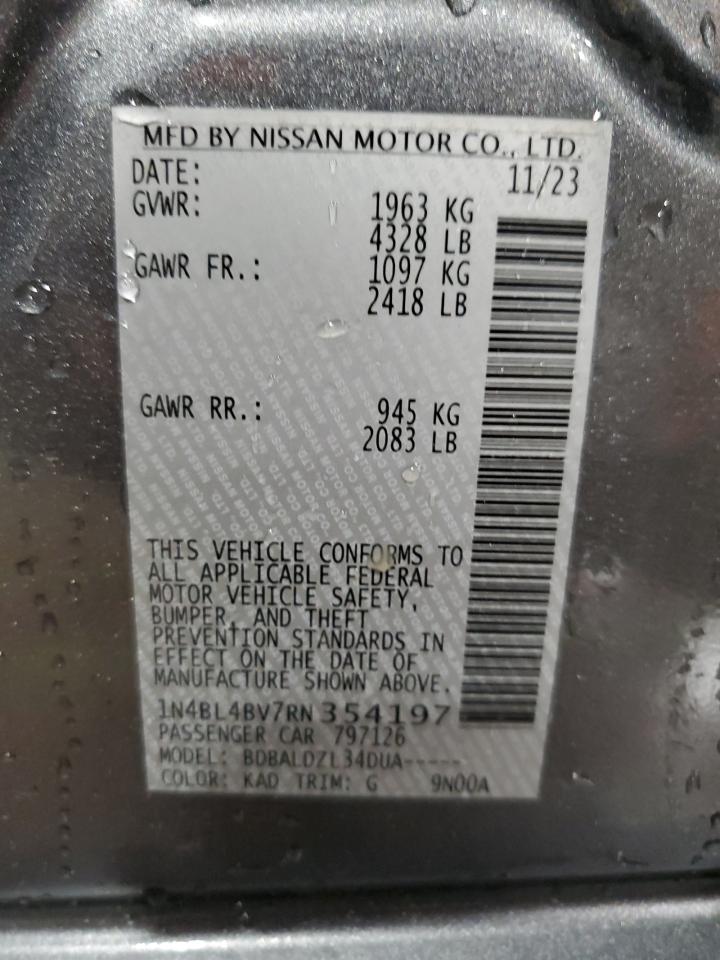 MFD BY NISSAN MOTOR CO., LTD.
DATE: 11/23
GVWR: 1963 KG
4328 LB
GAWR FR.: 1097 KG
2418 LB
GAWR RR.: 945 KG
2083 LB
THIS VEHICLE CONFORMS TO
ALL APPLICABLE FEDERAL
MOTOR VEHICLE SAFETY,
BUMPER, AND THEFT
PREVENTION STANDARDS IN
EFFECT ON THE DATE OF
MANUFACTURE SHOWN ABOVE.
1N4BL4BV7RN354197
PASSENGER CAR 797126
MODEL: BDBALDZL34DUA-----
COLOR: KAD TRIM: G 9N00A